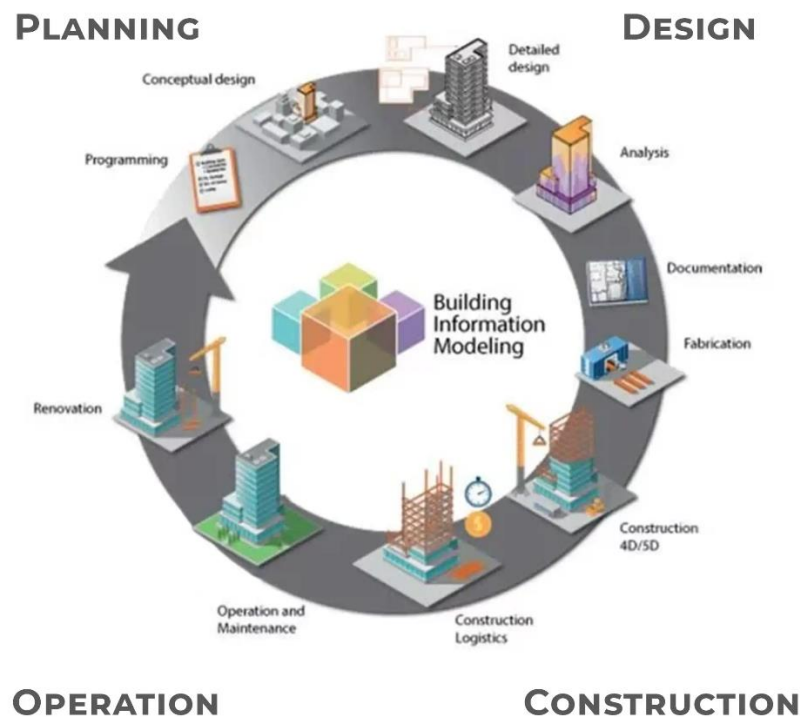 PLANNING
DESIGN
Conceptual design
Detailed
design
Programming
Analysis
Documentation
Building
Information
Modeling
Fabrication
Renovation
Construction
4D/5D
Operation and
Maintenance
Construction
Logistics
OPERATION
CONSTRUCTION